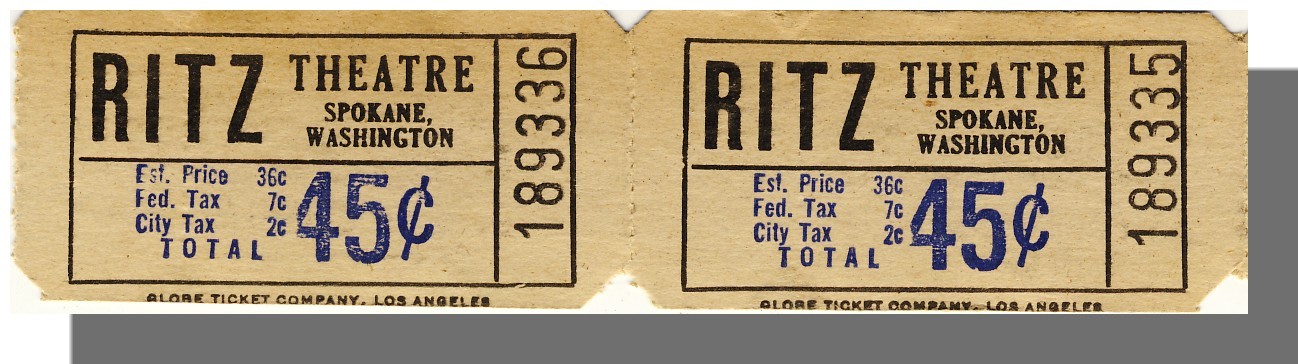 RITZ THEATRE
SPOKANE,
WASHINGTON
Est. Price 36c
Fed. Tax 7c
City Tax 2c
TOTAL 45¢
189336
GLOBE TICKET COMPANY, LOS ANGELES
RITZ THEATRE
SPOKANE,
WASHINGTON
Est. Price 36c
Fed. Tax 7c
City Tax 2c
TOTAL 45¢
189335
GLOBE TICKET COMPANY, LOS ANGELES